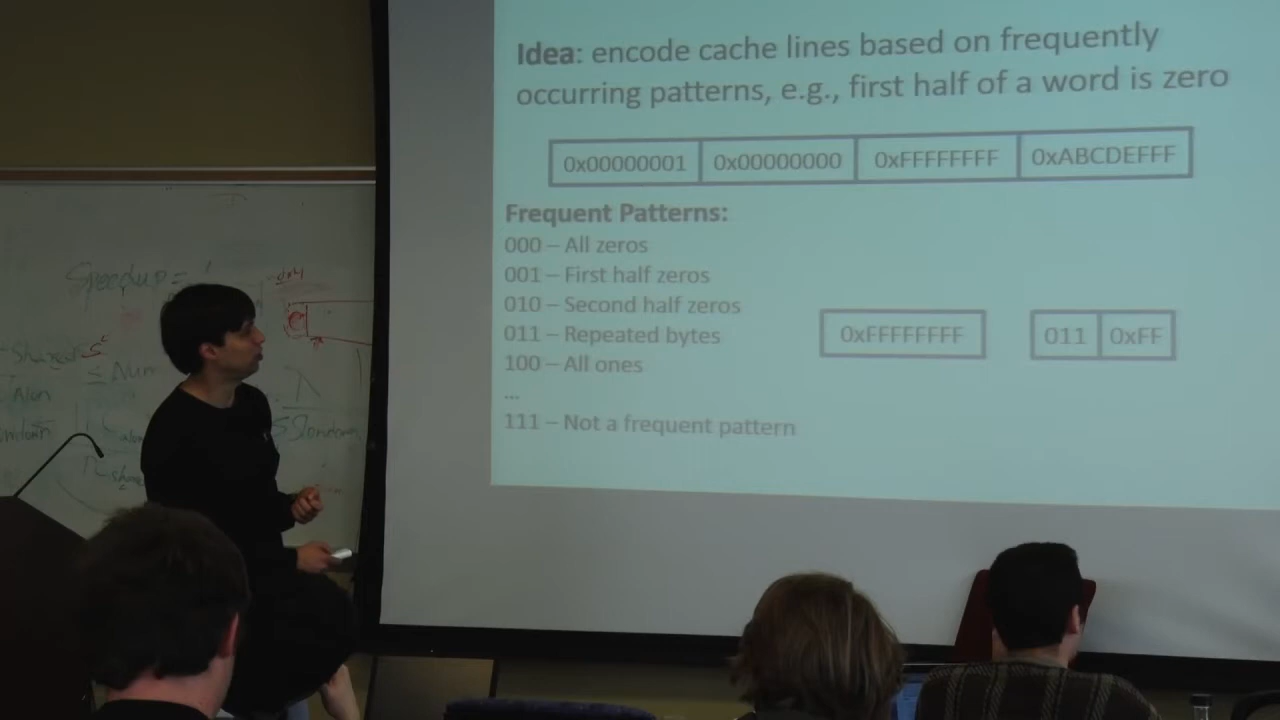 Idea: encode cache lines based on frequently
occurring patterns, e.g., first half of a word is zero
0x00000001 0x00000000 0xFFFFFFFF 0xABCDEFFF
Frequent Patterns:
000 – All zeros
001 – First half zeros
010 – Second half zeros
011 – Repeated bytes
0xFFFFFFFF 011 0xFF
100 – All ones
...
111 – Not a frequent pattern
Speedup =
Shared
Alon